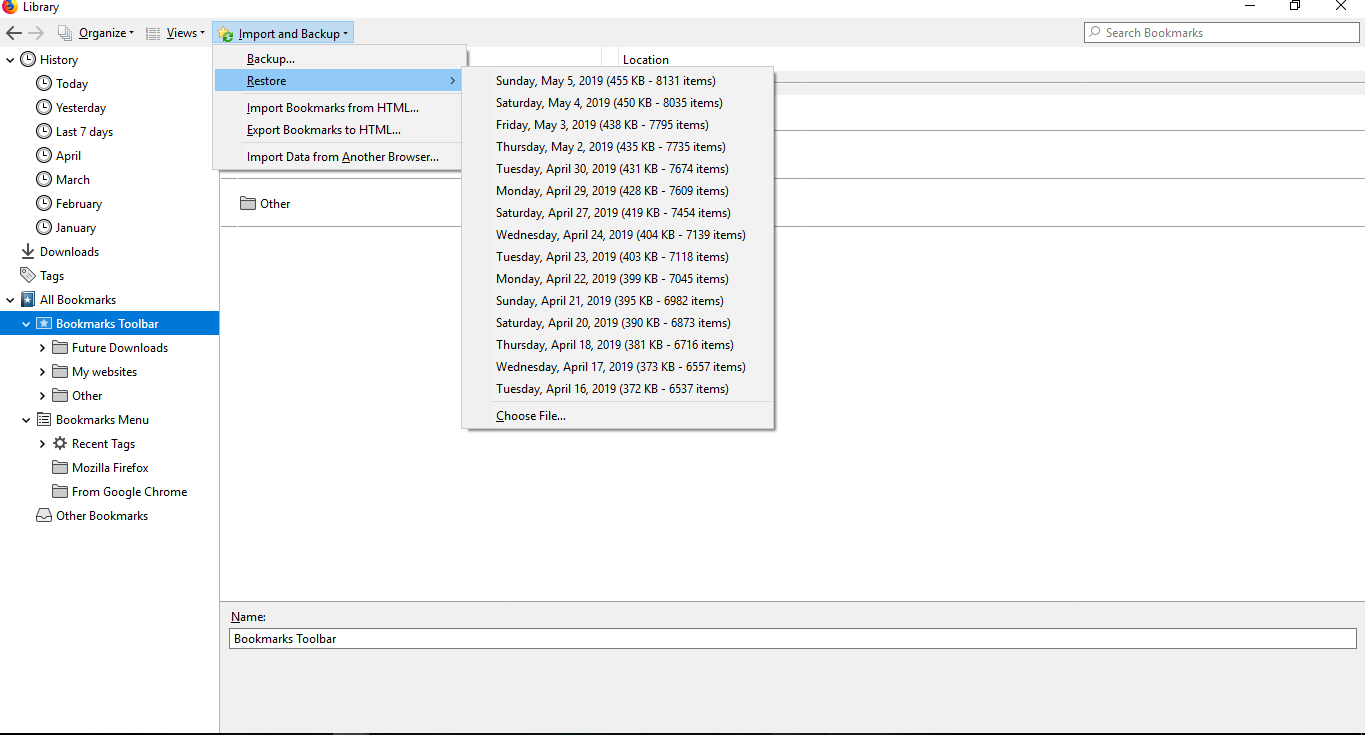 Library
Organize Views Import and Backup Search Bookmarks
History
Today
Yesterday
Last 7 days
April
March
February
January
Downloads
Tags
All Bookmarks
Bookmarks Toolbar
Future Downloads
My websites
Other
Bookmarks Menu
Recent Tags
Mozilla Firefox
From Google Chrome
Other Bookmarks
Backup...
Restore
Import Bookmarks from HTML...
Export Bookmarks to HTML...
Import Data from Another Browser...
Location
Sunday, May 5, 2019 (455 KB - 8131 items)
Saturday, May 4, 2019 (450 KB - 8035 items)
Friday, May 3, 2019 (438 KB - 7795 items)
Thursday, May 2, 2019 (435 KB - 7735 items)
Tuesday, April 30, 2019 (431 KB - 7674 items)
Monday, April 29, 2019 (428 KB - 7609 items)
Saturday, April 27, 2019 (419 KB - 7454 items)
Wednesday, April 24, 2019 (404 KB - 7139 items)
Tuesday, April 23, 2019 (403 KB - 7118 items)
Monday, April 22, 2019 (399 KB - 7045 items)
Sunday, April 21, 2019 (395 KB - 6982 items)
Saturday, April 20, 2019 (390 KB - 6873 items)
Thursday, April 18, 2019 (381 KB - 6716 items)
Wednesday, April 17, 2019 (373 KB - 6557 items)
Tuesday, April 16, 2019 (372 KB - 6537 items)
Choose File...
Other
Name:
Bookmarks Toolbar